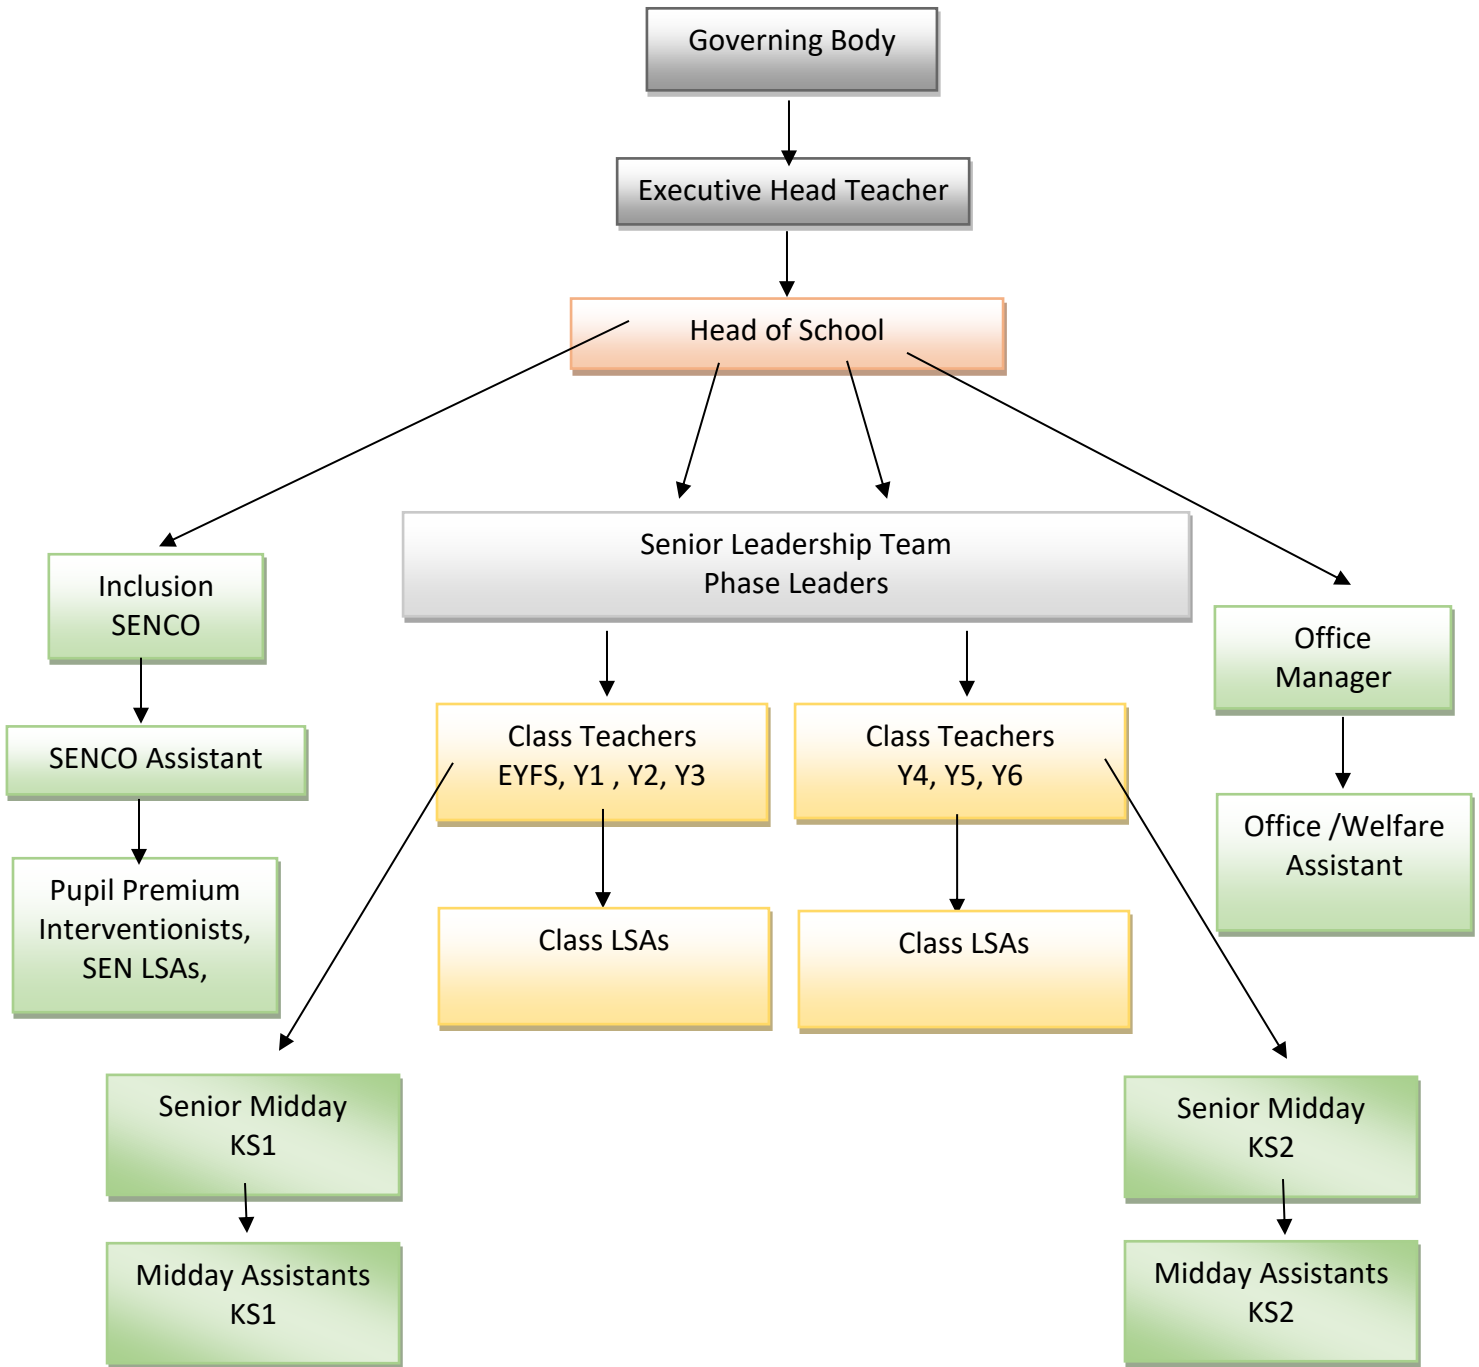 Governing Body
Executive Head Teacher
Head of School
Senior Leadership Team
Phase Leaders
Inclusion
SENCO
Office
Manager
SENCO Assistant
Class Teachers
EYFS, Y1 , Y2, Y3
Class Teachers
Y4, Y5, Y6
Office /Welfare
Assistant
Pupil Premium
Interventionists,
SEN LSAs,
Class LSAs
Class LSAs
Senior Midday
KS1
Senior Midday
KS2
Midday Assistants
KS1
Midday Assistants
KS2